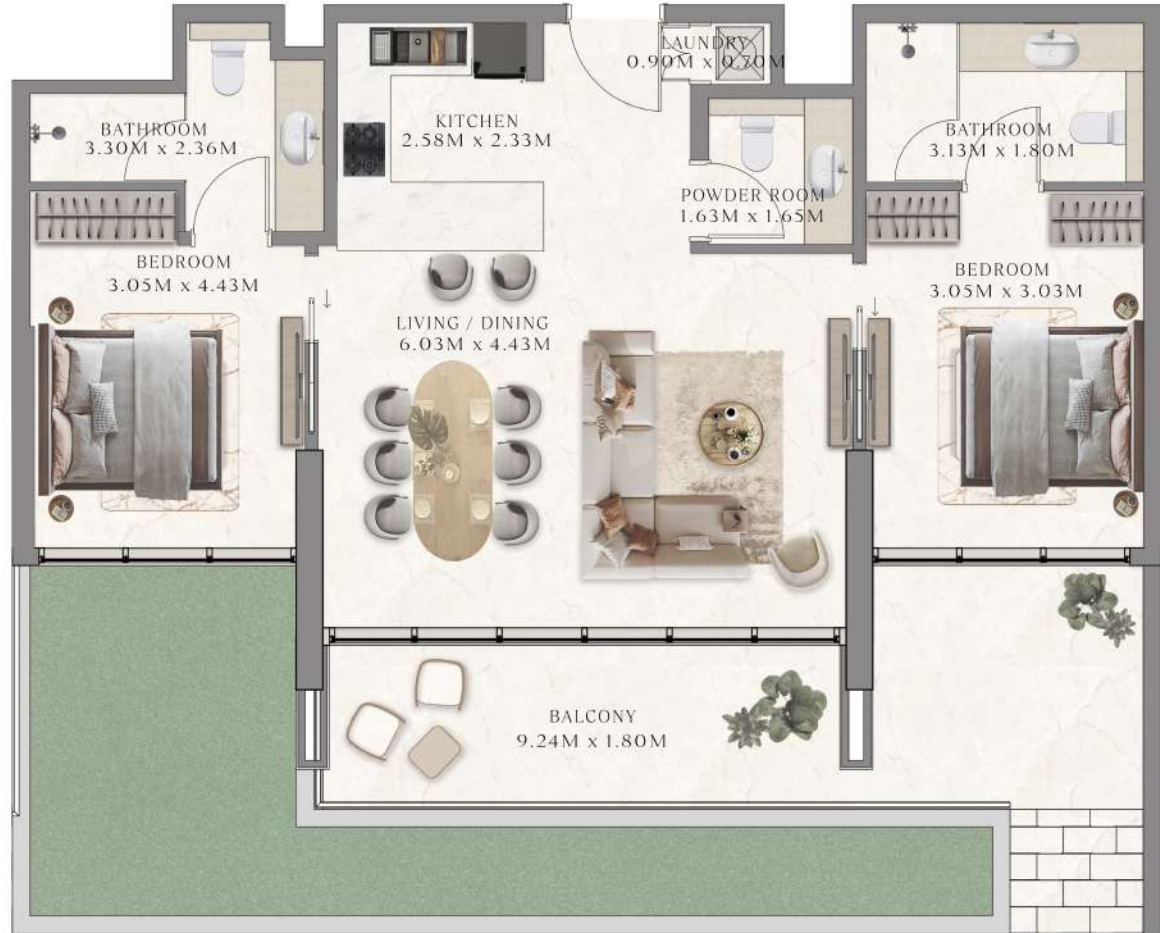 LAUNDRY
0.90M x 0.70M
BATHROOM
3.30M x 2.36M
KITCHEN
2.58M x 2.33M
BATHROOM
3.13M x 1.80M
POWDER ROOM
1.63M x 1.65M
BEDROOM
3.05M x 4.43M
BEDROOM
3.05M x 3.03M
LIVING / DINING
6.03M x 4.43M
BALCONY
9.24M x 1.80M